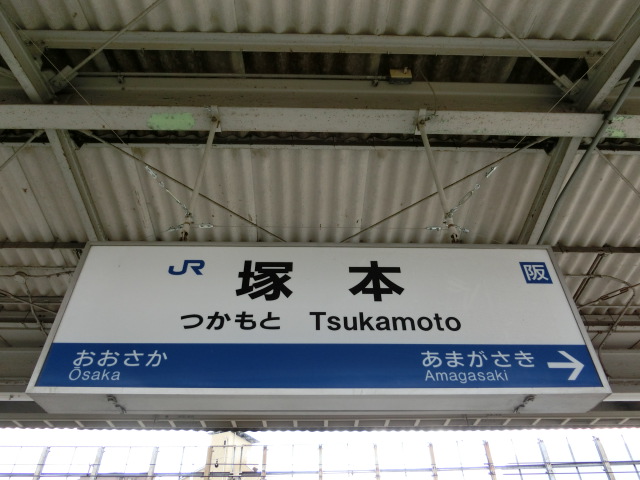 JR 塚本 阪
つかもと Tsukamoto
おおさか あまがさき →
Ōsaka Amagasaki